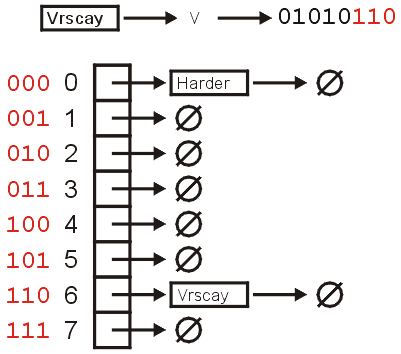 Vrscay V 01010110
000 0 Harder Ø
001 1 Ø
010 2 Ø
011 3 Ø
100 4 Ø
101 5 Ø
110 6 Vrscay Ø
111 7 Ø